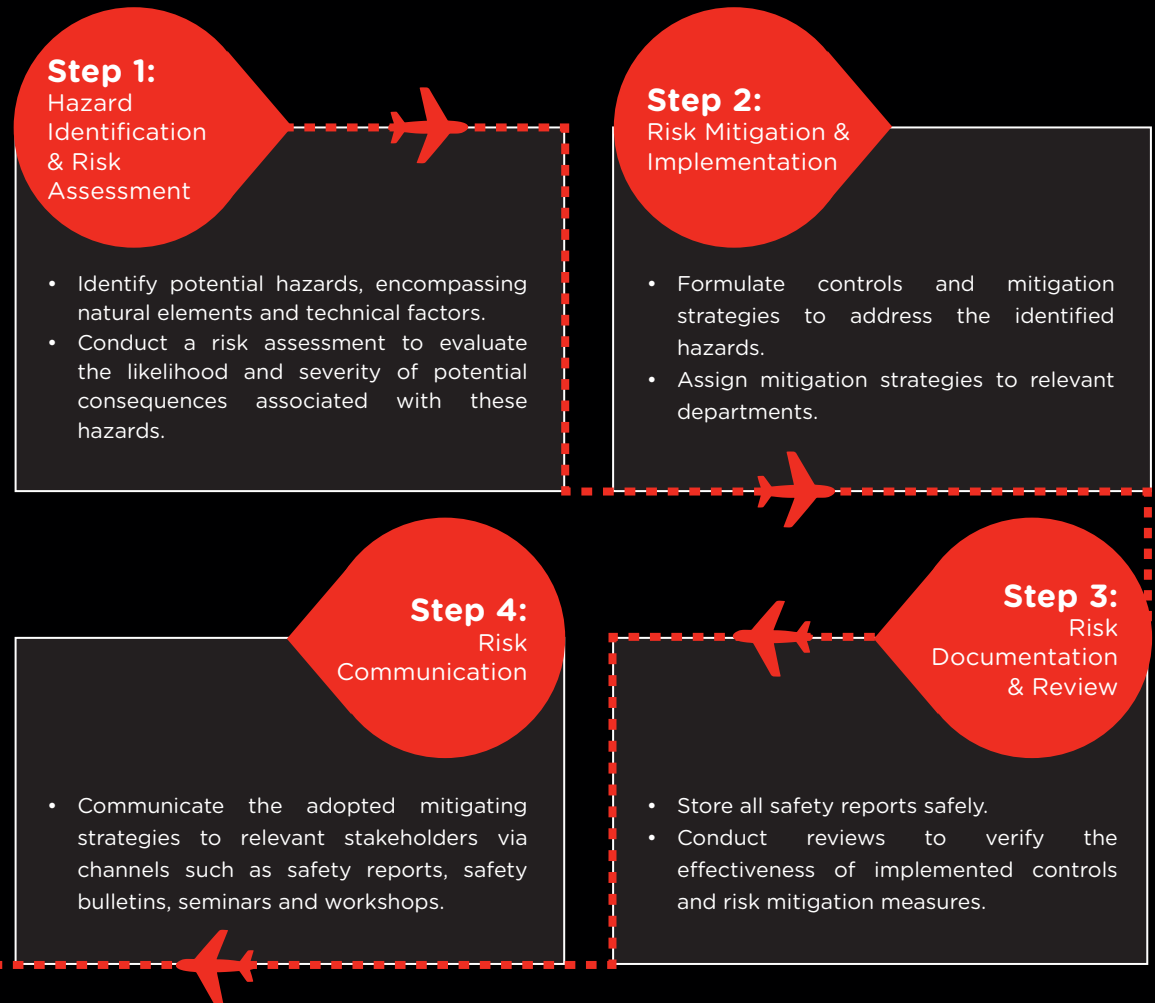 Step 1:
Hazard
Identification
& Risk
Assessment
• Identify potential hazards, encompassing
natural elements and technical factors.
• Conduct a risk assessment to evaluate
the likelihood and severity of potential
consequences associated with these
hazards.
Step 2:
Risk Mitigation &
Implementation
• Formulate controls and mitigation
strategies to address the identified
hazards.
• Assign mitigation strategies to relevant
departments.
Step 3:
Risk
Documentation
& Review
• Store all safety reports safely.
• Conduct reviews to verify the
effectiveness of implemented controls
and risk mitigation measures.
Step 4:
Risk
Communication
• Communicate the adopted mitigating
strategies to relevant stakeholders via
channels such as safety reports, safety
bulletins, seminars and workshops.